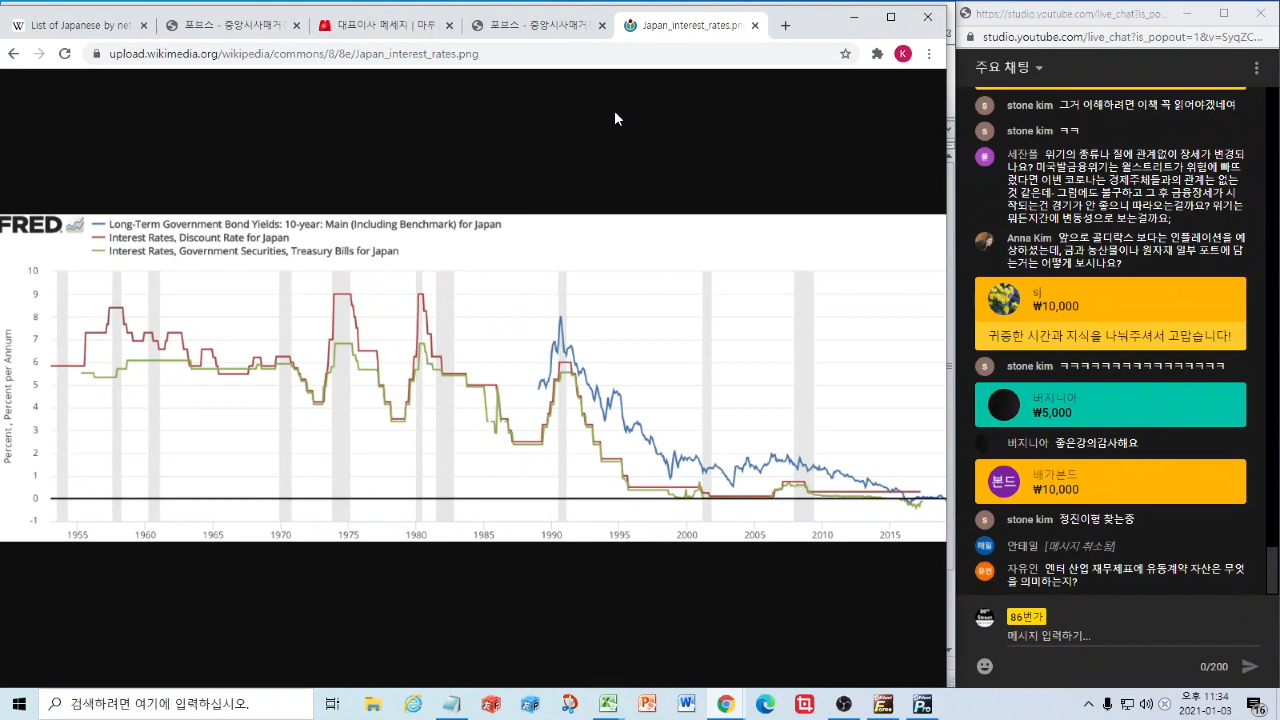 List of Japanese by net
포브스 - 중앙시사매거
대표이사 메세지 | 마루
포브스 - 중앙시사매거
Japan_interest_rates.pn
upload.wikimedia.org/wikipedia/commons/8/8e/Japan_interest_rates.png
K
FRED
Long-Term Government Bond Yields: 10-year: Main (Including Benchmark) for Japan
Interest Rates, Discount Rate for Japan
Interest Rates, Government Securities, Treasury Bills for Japan
Percent, Percent per Annum
10
9
8
7
6
5
4
3
2
1
0
-1
1955 1960 1965 1970 1975 1980 1985 1990 1995 2000 2005 2010 2015
https://studio.youtube.com/live_chat?is_po...
studio.youtube.com/live_chat?is_popout=1&v=SyqZC...
주요 채팅
stone kim 그거 이해하려면 이책 꼭 읽어야겠네여
stone kim ㅋㅋ
세잔풀 위기의 종류나 질에 관계없이 장세가 변경되
나요? 미국발금융위기는 월스트리트가 위험에 빠뜨
렸다면 이번 코로나는 경제주체들과의 관계는 없는
것 같은데- 그럼에도 불구하고 그 후 금융장세가 시
작되는건 경기가 안 좋으니 따라오는걸까요? 위기는
뭐든지간에 변동성으로 보는걸까요;
Anna Kim 앞으로 골디락스 보다는 인플레이션을 예
상하셨는데, 금과 농산물이나 원자재 일부 포트에 담
는거는 어떻게 보시나요?
sj
₩10,000
귀중한 시간과 지식을 나눠주셔서 고맙습니다!
stone kim ㅋㅋㅋㅋㅋㅋㅋㅋㅋㅋㅋㅋㅋㅋㅋㅋ
버지니아
₩5,000
버지니아 좋은강의감사해요
본드
배가본드
₩10,000
stone kim 정진이형 찾는중
태일
안태일 [메시지 취소됨]
유인
자유인 엔터 산업 재무제표에 유동계약 자산은 무엇
을 의미하는지?
86번가
메시지 입력하기...
0/200
검색하려면 여기에 입력하십시오.
오후 11:34
2021-01-03
16